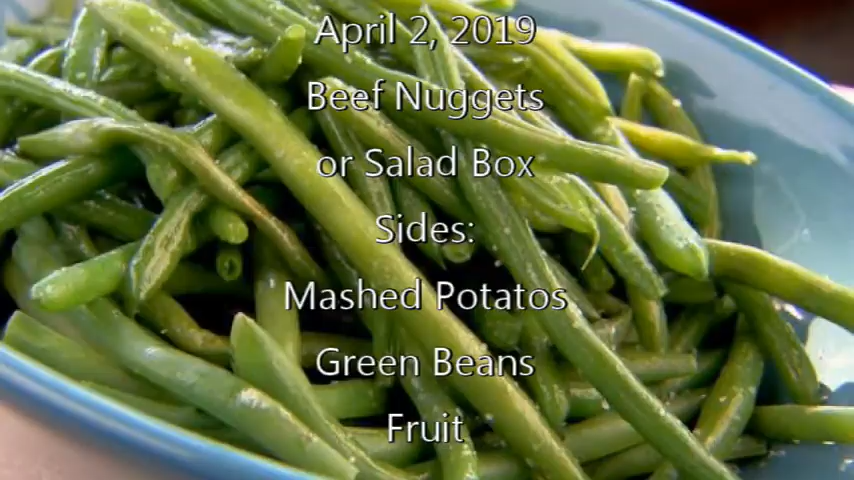 April 2, 2019
Beef Nuggets
or Salad Box
Sides:
Mashed Potatos
Green Beans
Fruit